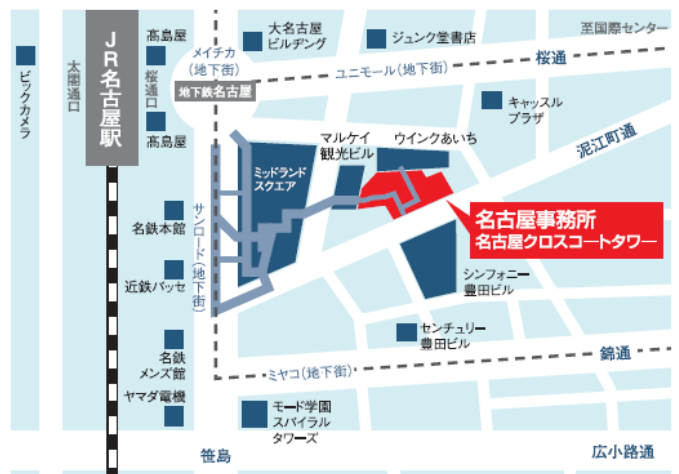 髙島屋
大名古屋
ビルヂング
ジュンク堂書店
至国際センター
メイチカ
(地下街)
ユニモール(地下街)
桜通
JR名古屋駅
太閤通口
桜通口
ビックカメラ
地下鉄名古屋
キャッスル
プラザ
髙島屋
マルケイ
観光ビル
ウインクあいち
泥江町通
ミッドランド
スクエア
名古屋事務所
名古屋クロスコートタワー
名鉄本館
サンロード(地下街)
シンフォニー
豊田ビル
近鉄パッセ
センチュリー
豊田ビル
名鉄
メンズ館
錦通
ミヤコ(地下街)
ヤマダ電機
モード学園
スパイラル
タワーズ
笹島
広小路通